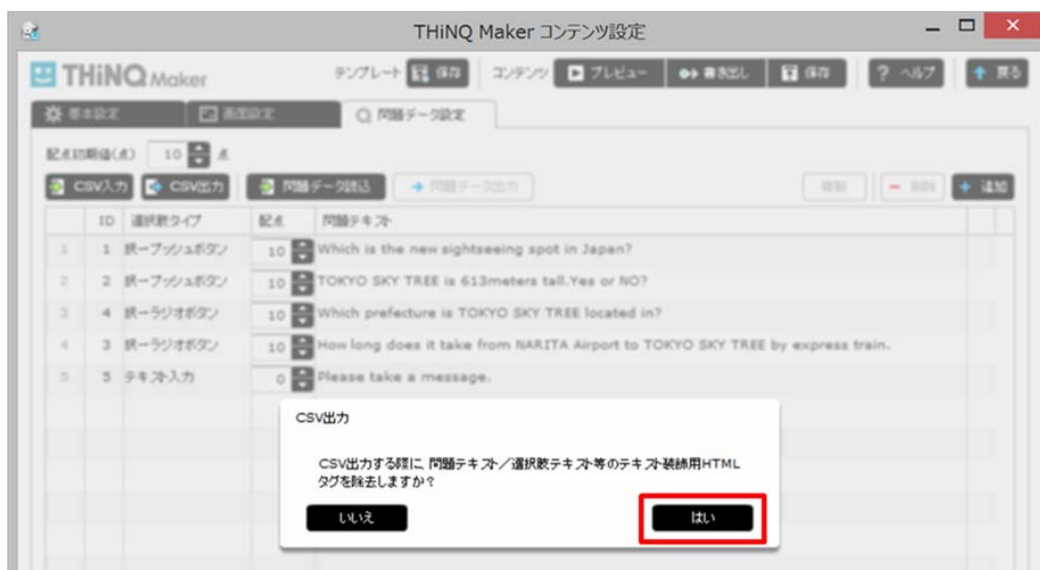 THiNQ Maker コンテンツ設定
THiNQ Maker
テンプレート 保存 コンテンツ プレビュー 書き出し 保存 ? ヘルプ 戻る
基本設定 画面設定 問題データ設定
配点初期値(点) 10 点
CSV入力 CSV出力 問題データ読込 問題データ出力 複製 削除 追加
ID 選択肢タイプ 配点 問題テキスト
1 1 択一プッシュボタン 10 Which is the new sightseeing spot in Japan?
2 2 択一プッシュボタン 10 TOKYO SKY TREE is 613meters tall.Yes or NO?
3 4 択一ラジオボタン 10 Which prefecture is TOKYO SKY TREE located in?
4 3 択一ラジオボタン 10 How long does it take from NARITA Airport to TOKYO SKY TREE by express train.
5 5 テキスト入力 0 Please take a message.
CSV出力
CSV出力する際に、問題テキスト／選択肢テキスト等のテキスト装飾用HTML
タグを除去しますか？
いいえ はい